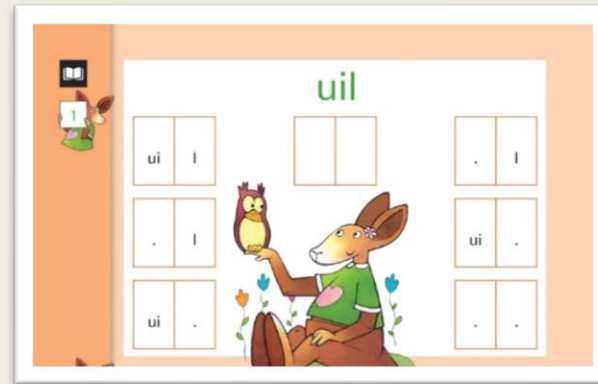 uil
1
ui l
. l
. l
ui .
ui .
. .